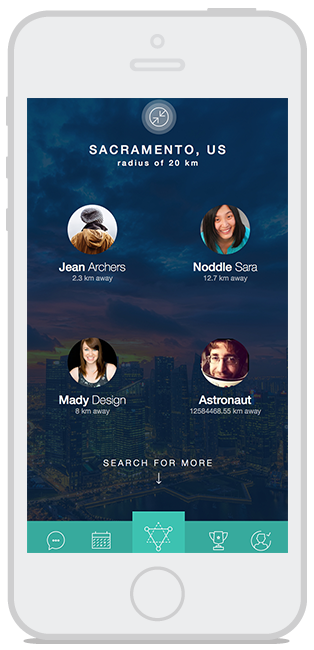 SACRAMENTO, US
radius of 20 km
Jean Archers
2.3 km away
Noddle Sara
12.7 km away
Mady Design
8 km away
Astronaut
12584468.55 km away
SEARCH FOR MORE
↓